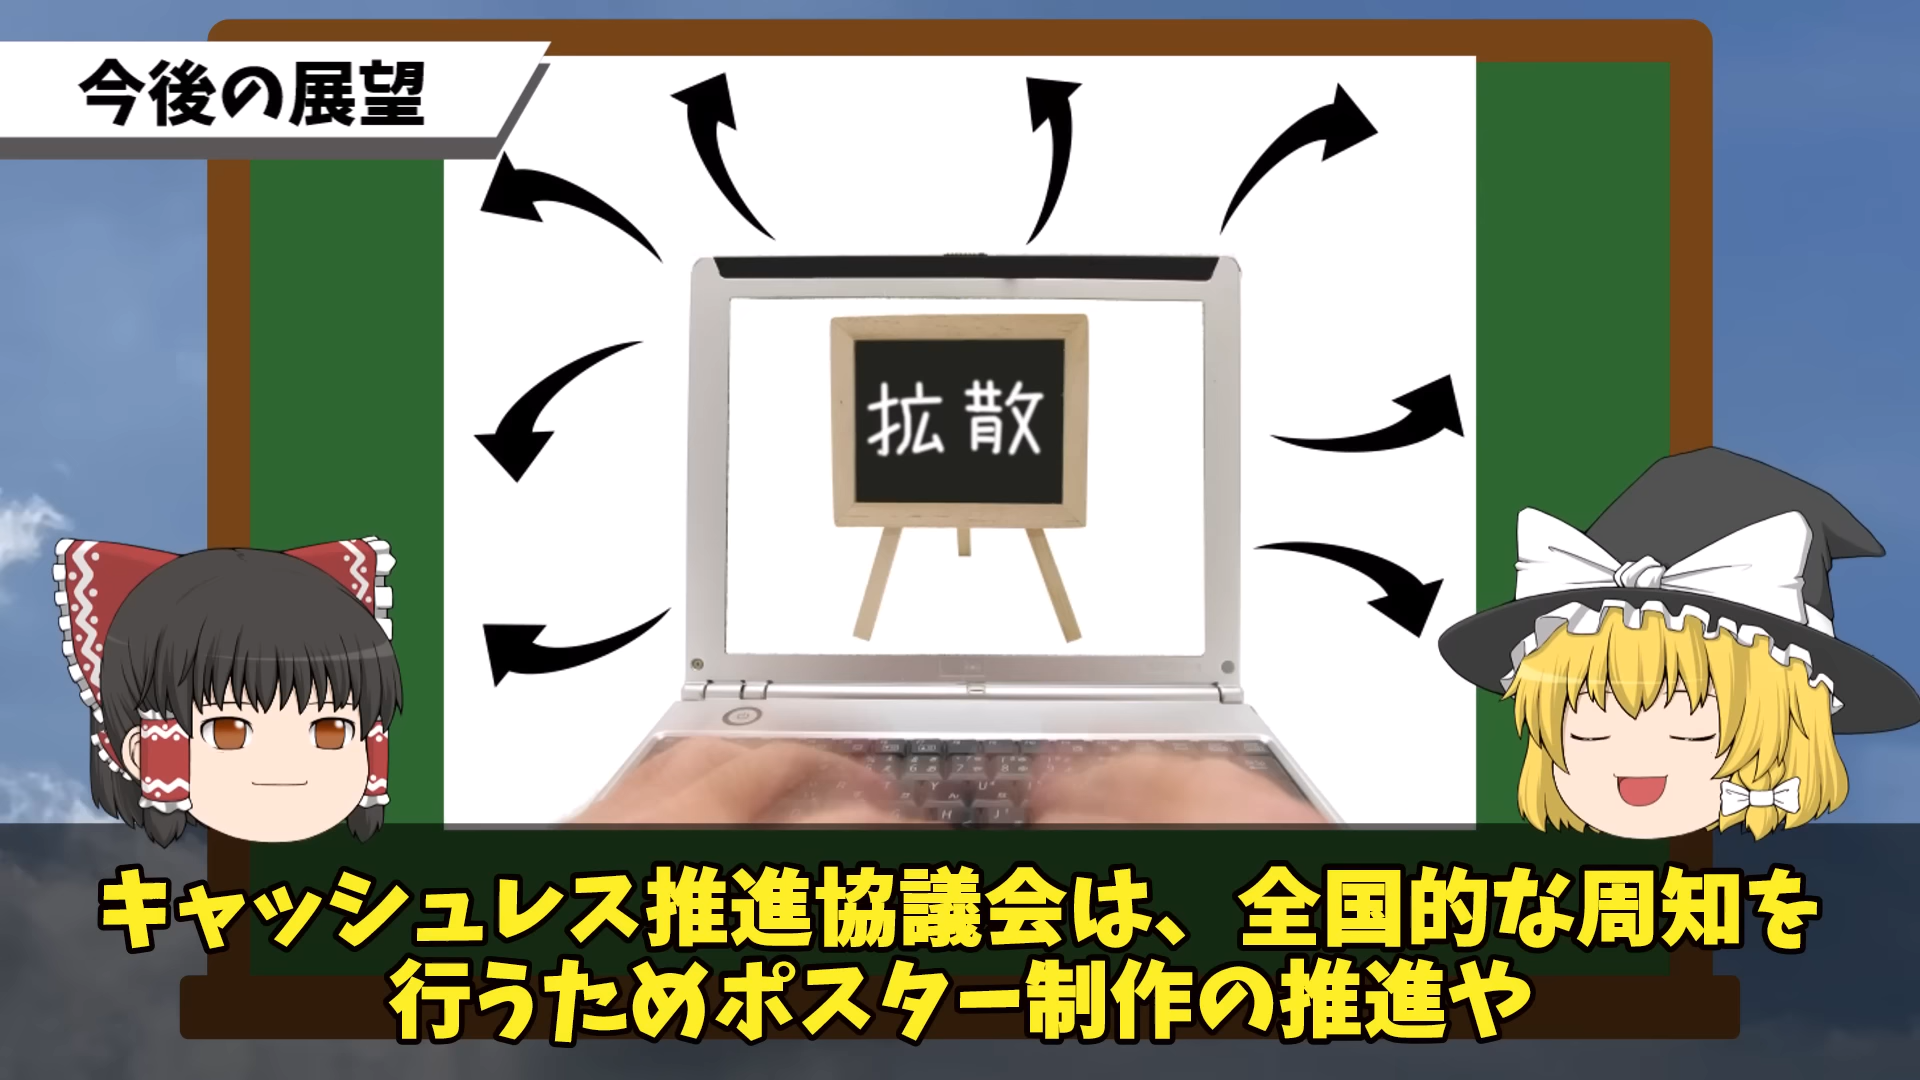 今後の展望
拡散
キャッシュレス推進協議会は、全国的な周知を
行うためポスター制作の推進や